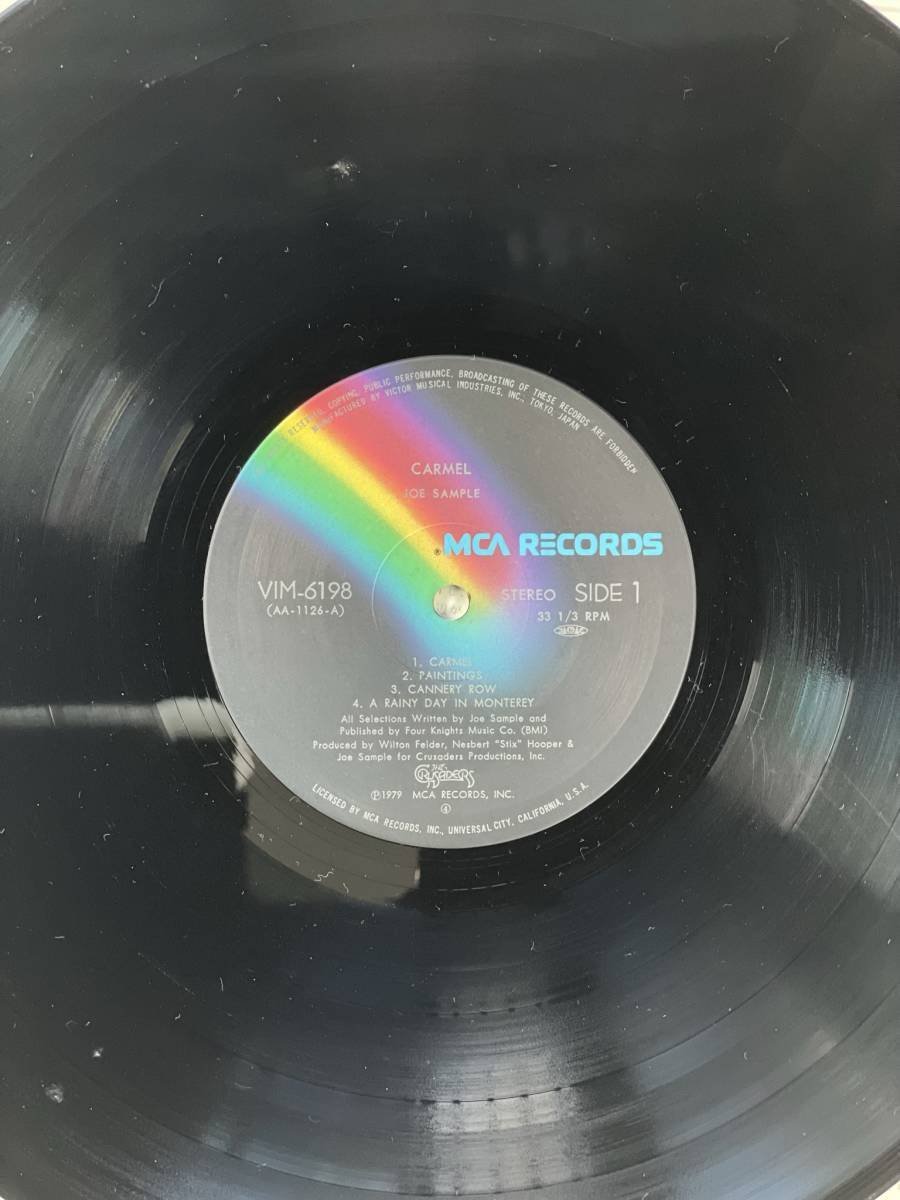 RESERVED, COPYING, PUBLIC PERFORMANCE, BROADCASTING OF THESE RECORDS ARE FORBIDDEN
MANUFACTURED BY VICTOR MUSICAL INDUSTRIES, INC., TOKYO, JAPAN
CARMEL
JOE SAMPLE
® MCA RECORDS
VIM-6198
(AA-1126-A)
STEREO SIDE 1
33 1/3 RPM
1. CARMEL
2. PAINTINGS
3. CANNERY ROW
4. A RAINY DAY IN MONTEREY
All Selections Written by Joe Sample and
Published by Four Knights Music Co. (BMI)
Produced by Wilton Felder, Nesbert "Stix" Hooper &
Joe Sample for Crusaders Productions, Inc.
THE CRUSADERS
Ⓟ1979 MCA RECORDS, INC.
④
LICENSED BY MCA RECORDS, INC., UNIVERSAL CITY, CALIFORNIA, U.S.A.